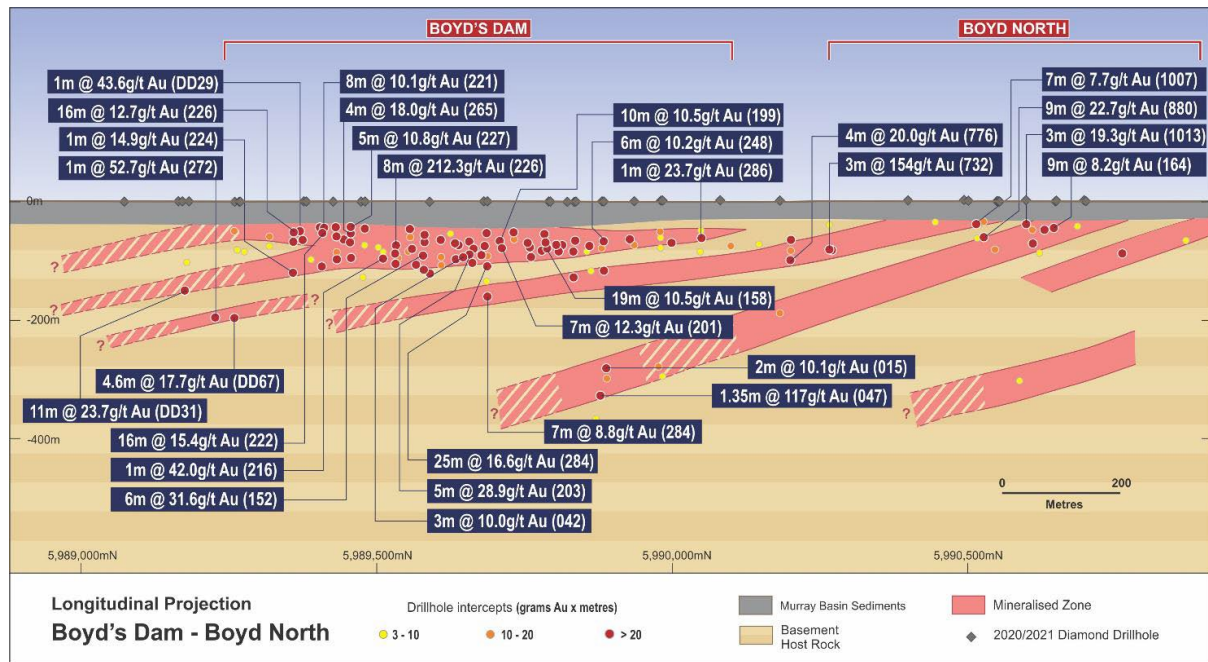 BOYD'S DAM
BOYD NORTH
1m @ 43.6g/t Au (DD29)
16m @ 12.7g/t Au (226)
1m @ 14.9g/t Au (224)
1m @ 52.7g/t Au (272)
8m @ 10.1g/t Au (221)
4m @ 18.0g/t Au (265)
5m @ 10.8g/t Au (227)
8m @ 212.3g/t Au (226)
10m @ 10.5g/t Au (199)
6m @ 10.2g/t Au (248)
1m @ 23.7g/t Au (286)
4m @ 20.0g/t Au (776)
3m @ 154g/t Au (732)
7m @ 7.7g/t Au (1007)
9m @ 22.7g/t Au (880)
3m @ 19.3g/t Au (1013)
9m @ 8.2g/t Au (164)
0m
?
?
?
?
?
-200m
19m @ 10.5g/t Au (158)
7m @ 12.3g/t Au (201)
2m @ 10.1g/t Au (015)
1.35m @ 117g/t Au (047)
4.6m @ 17.7g/t Au (DD67)
11m @ 23.7g/t Au (DD31)
?
?
-400m
16m @ 15.4g/t Au (222)
1m @ 42.0g/t Au (216)
6m @ 31.6g/t Au (152)
7m @ 8.8g/t Au (284)
25m @ 16.6g/t Au (284)
5m @ 28.9g/t Au (203)
3m @ 10.0g/t Au (042)
0 200
Metres
5,989,000mN 5,989,500mN 5,990,000mN 5,990,500mN
Longitudinal Projection
Boyd's Dam - Boyd North
Drillhole intercepts (grams Au x metres)
3 - 10 10 - 20 > 20
Murray Basin Sediments
Basement
Host Rock
Mineralised Zone
2020/2021 Diamond Drillhole